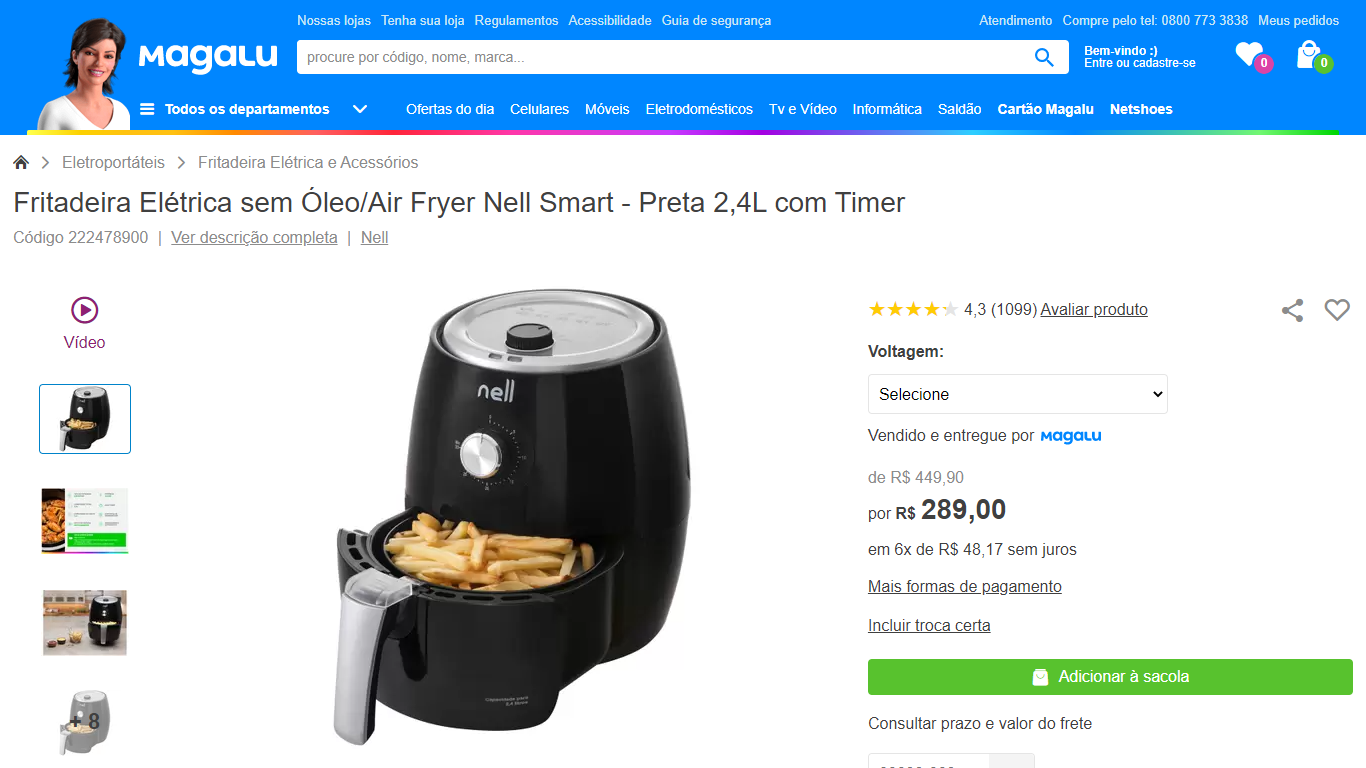 Nossas lojas Tenha sua loja Regulamentos Acessibilidade Guia de segurança Atendimento Compre pelo tel: 0800 773 3838 Meus pedidos
Magalu
procure por código, nome, marca...
Bem-vindo :)
Entre ou cadastre-se
0
0
Todos os departamentos Ofertas do dia Celulares Móveis Eletrodomésticos Tv e Vídeo Informática Saldão Cartão Magalu Netshoes
Eletroportáteis Fritadeira Elétrica e Acessórios
Fritadeira Elétrica sem Óleo/Air Fryer Nell Smart - Preta 2,4L com Timer
Código 222478900 | Ver descrição completa | Nell
Vídeo
+ 8
nell
4,3 (1099) Avaliar produto
Voltagem:
Selecione
Vendido e entregue por Magalu
de R$ 449,90
por R$ 289,00
em 6x de R$ 48,17 sem juros
Mais formas de pagamento
Incluir troca certa
Adicionar à sacola
Consultar prazo e valor do frete